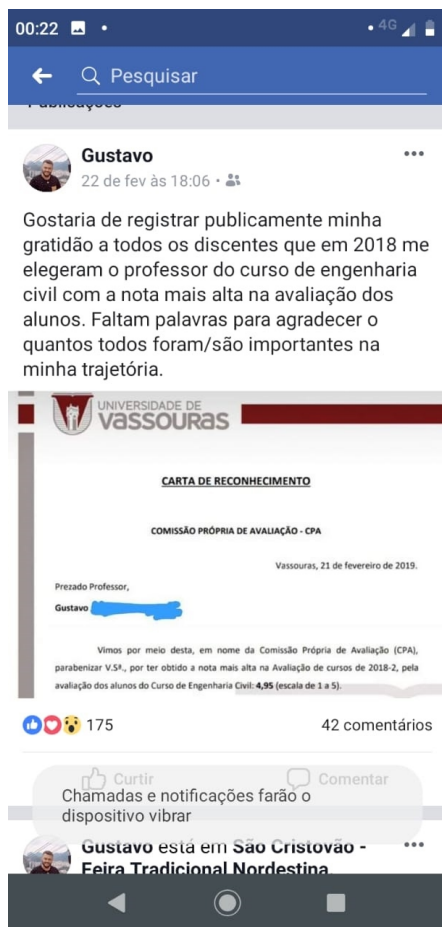 00:22
4G
Pesquisar
Publicações
Gustavo
22 de fev às 18:06
Gostaria de registrar publicamente minha
gratidão a todos os discentes que em 2018 me
elegeram o professor do curso de engenharia
civil com a nota mais alta na avaliação dos
alunos. Faltam palavras para agradecer o
quantos todos foram/são importantes na
minha trajetória.
UNIVERSIDADE DE
VASSOURAS
CARTA DE RECONHECIMENTO
COMISSÃO PRÓPRIA DE AVALIAÇÃO - CPA
Vassouras, 21 de fevereiro de 2019.
Prezado Professor,
Gustavo
Vimos por meio desta, em nome da Comissão Própria de Avaliação (CPA),
parabenizar V.Sª., por ter obtido a nota mais alta na Avaliação de cursos de 2018-2, pela
avaliação dos alunos do Curso de Engenharia Civil: 4,95 (escala de 1 a 5).
175
42 comentários
Curtir
Comentar
Chamadas e notificações farão o
dispositivo vibrar
Gustavo está em São Cristovão -
Feira Tradicional Nordestina.